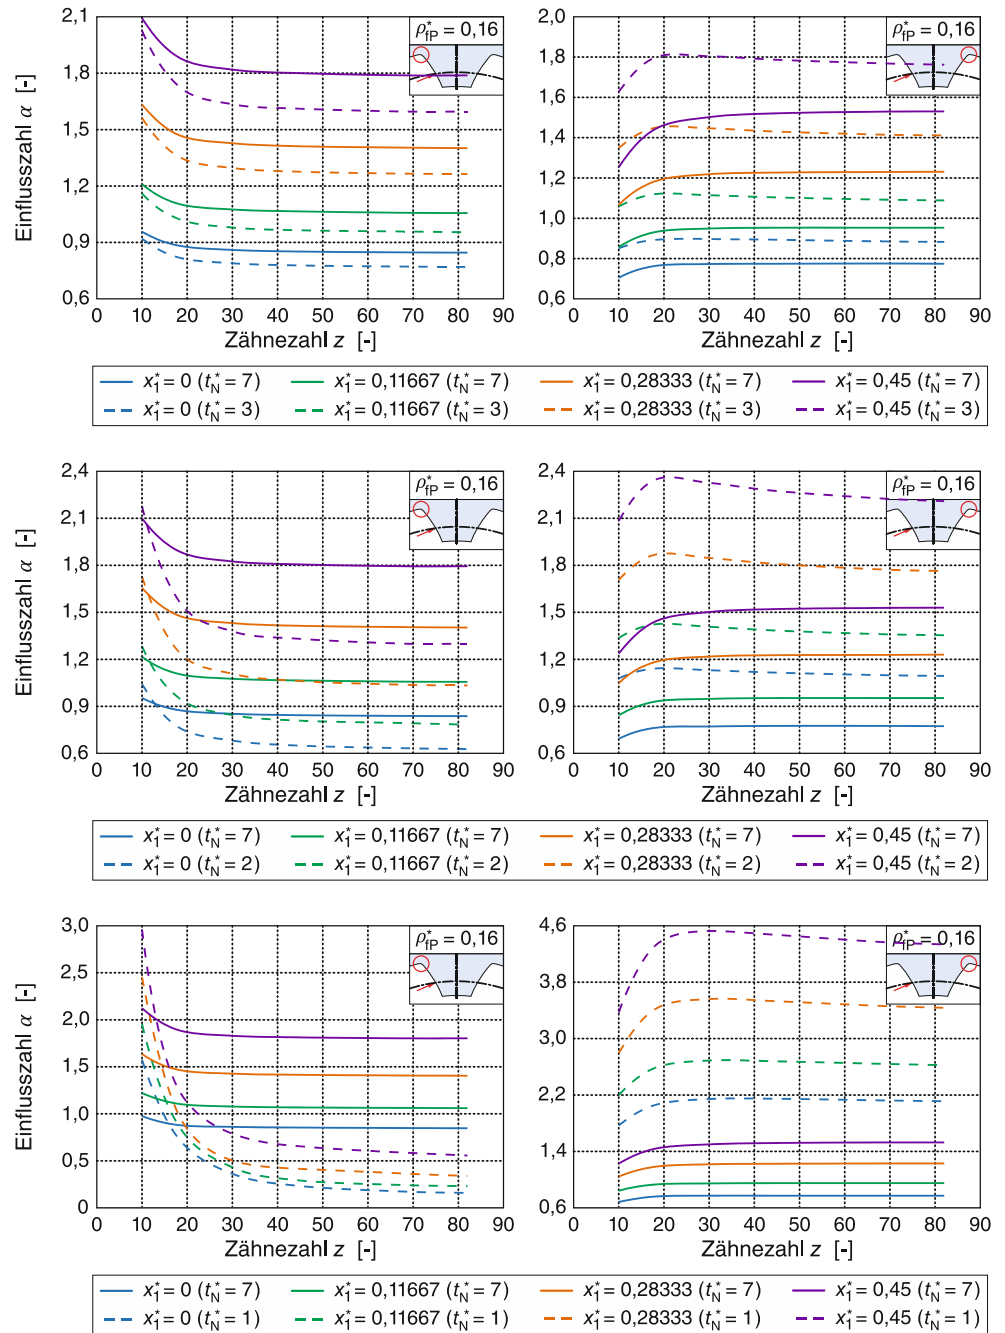 2,1
1,8
1,5
1,2
0,9
0,6
0 10 20 30 40 50 60 70 80 90
Einflusszahl α [-]
Zähnezahl z [-]
ρ*fP = 0,16
2,0
1,8
1,6
1,4
1,2
1,0
0,8
0,6
0 10 20 30 40 50 60 70 80 90
Zähnezahl z [-]
ρ*fP = 0,16
x*1 = 0 (t*N = 7) x*1 = 0,11667 (t*N = 7) x*1 = 0,28333 (t*N = 7) x*1 = 0,45 (t*N = 7)
x*1 = 0 (t*N = 3) x*1 = 0,11667 (t*N = 3) x*1 = 0,28333 (t*N = 3) x*1 = 0,45 (t*N = 3)
2,4
2,1
1,8
1,5
1,2
0,9
0,6
0 10 20 30 40 50 60 70 80 90
Einflusszahl α [-]
Zähnezahl z [-]
ρ*fP = 0,16
2,4
2,1
1,8
1,5
1,2
0,9
0,6
0 10 20 30 40 50 60 70 80 90
Zähnezahl z [-]
ρ*fP = 0,16
x*1 = 0 (t*N = 7) x*1 = 0,11667 (t*N = 7) x*1 = 0,28333 (t*N = 7) x*1 = 0,45 (t*N = 7)
x*1 = 0 (t*N = 2) x*1 = 0,11667 (t*N = 2) x*1 = 0,28333 (t*N = 2) x*1 = 0,45 (t*N = 2)
3,0
2,5
2,0
1,5
1,0
0,5
0
0 10 20 30 40 50 60 70 80 90
Einflusszahl α [-]
Zähnezahl z [-]
ρ*fP = 0,16
4,6
3,8
3,0
2,2
1,4
0,6
0 10 20 30 40 50 60 70 80 90
Zähnezahl z [-]
ρ*fP = 0,16
x*1 = 0 (t*N = 7) x*1 = 0,11667 (t*N = 7) x*1 = 0,28333 (t*N = 7) x*1 = 0,45 (t*N = 7)
x*1 = 0 (t*N = 1) x*1 = 0,11667 (t*N = 1) x*1 = 0,28333 (t*N = 1) x*1 = 0,45 (t*N = 1)